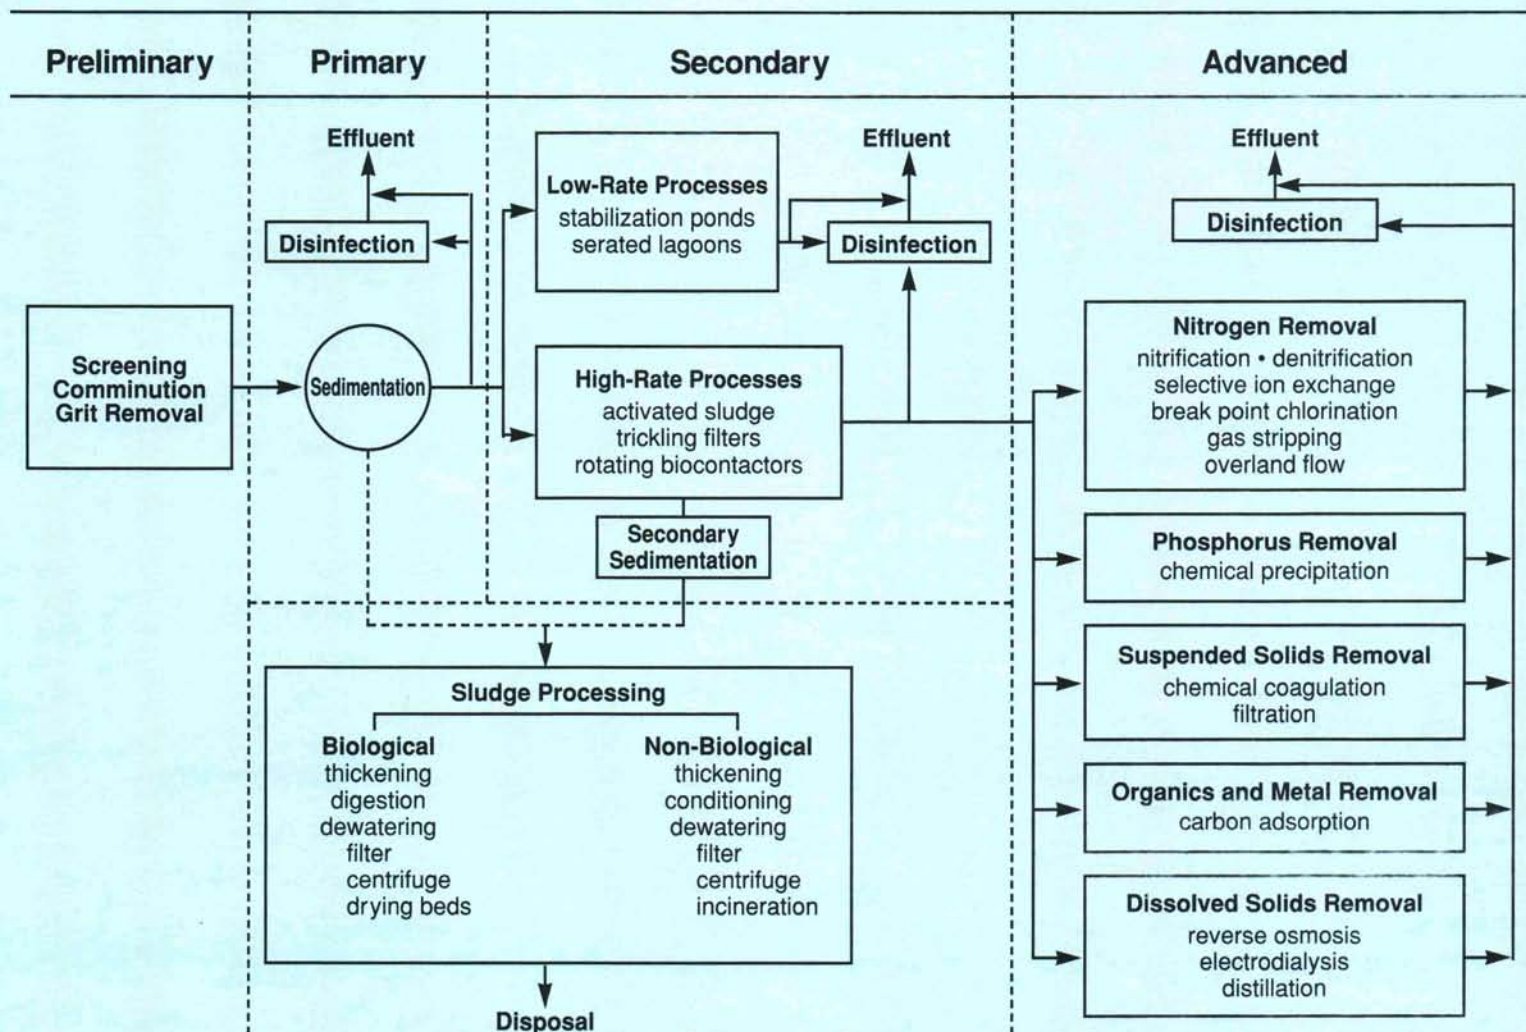 Preliminary
Primary
Secondary
Advanced
Screening
Comminution
Grit Removal
Effluent
Disinfection
Sedimentation
Low-Rate Processes
stabilization ponds
serated lagoons
Effluent
Disinfection
High-Rate Processes
activated sludge
trickling filters
rotating biocontactors
Secondary
Sedimentation
Sludge Processing
Biological
thickening
digestion
dewatering
filter
centrifuge
drying beds
Non-Biological
thickening
conditioning
dewatering
filter
centrifuge
incineration
Disposal
Effluent
Disinfection
Nitrogen Removal
nitrification • denitrification
selective ion exchange
break point chlorination
gas stripping
overland flow
Phosphorus Removal
chemical precipitation
Suspended Solids Removal
chemical coagulation
filtration
Organics and Metal Removal
carbon adsorption
Dissolved Solids Removal
reverse osmosis
electrodialysis
distillation